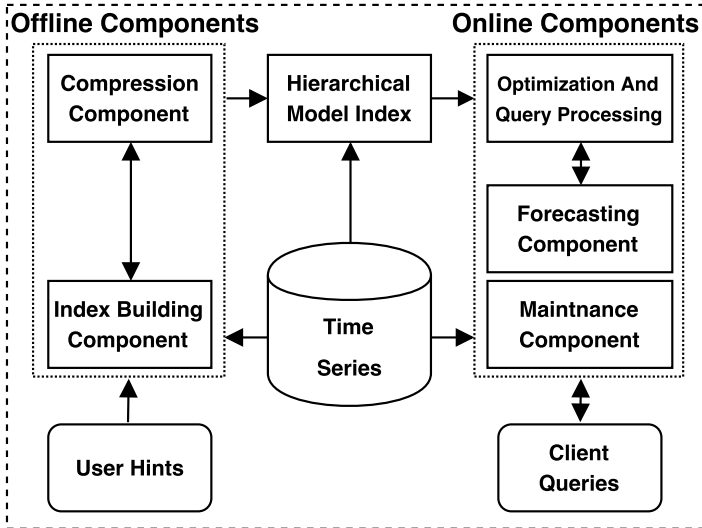 Offline Components
Online Components
Compression
Component
Hierarchical
Model Index
Optimization And
Query Processing
Forecasting
Component
Index Building
Component
Time
Series
Maintnance
Component
User Hints
Client
Queries